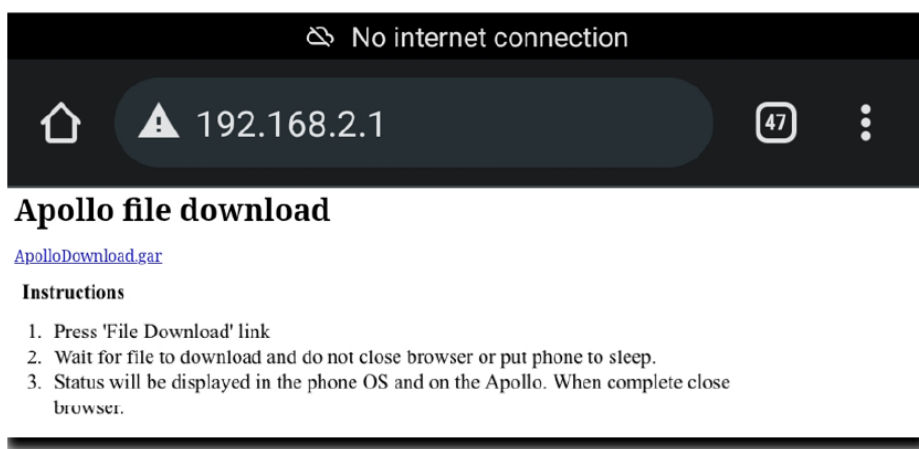 No internet connection
192.168.2.1
47
Apollo file download
ApolloDownload.gar
Instructions
1. Press 'File Download' link
2. Wait for file to download and do not close browser or put phone to sleep.
3. Status will be displayed in the phone OS and on the Apollo. When complete close
browser.